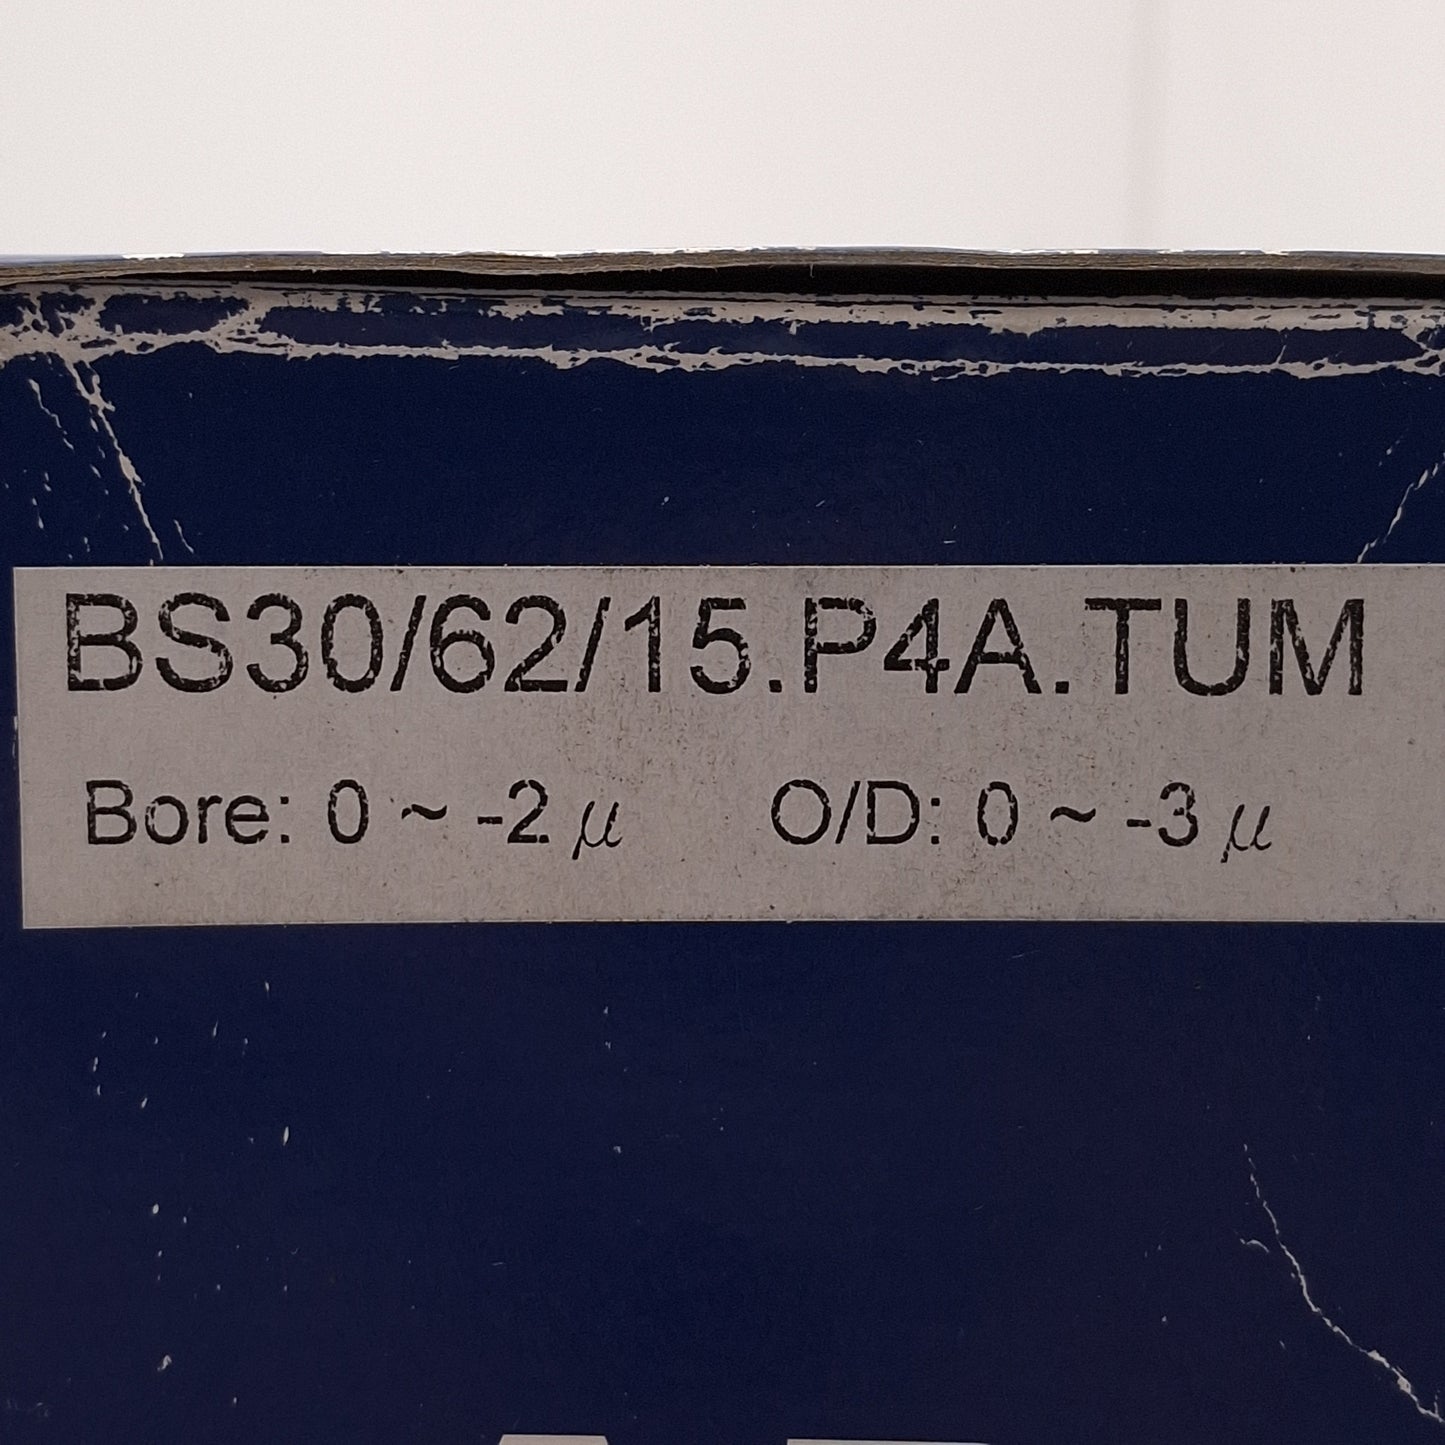 BS30/62/15.P4A.TUM
Bore: 0 ~ -2 μ O/D: 0 ~ -3 μ